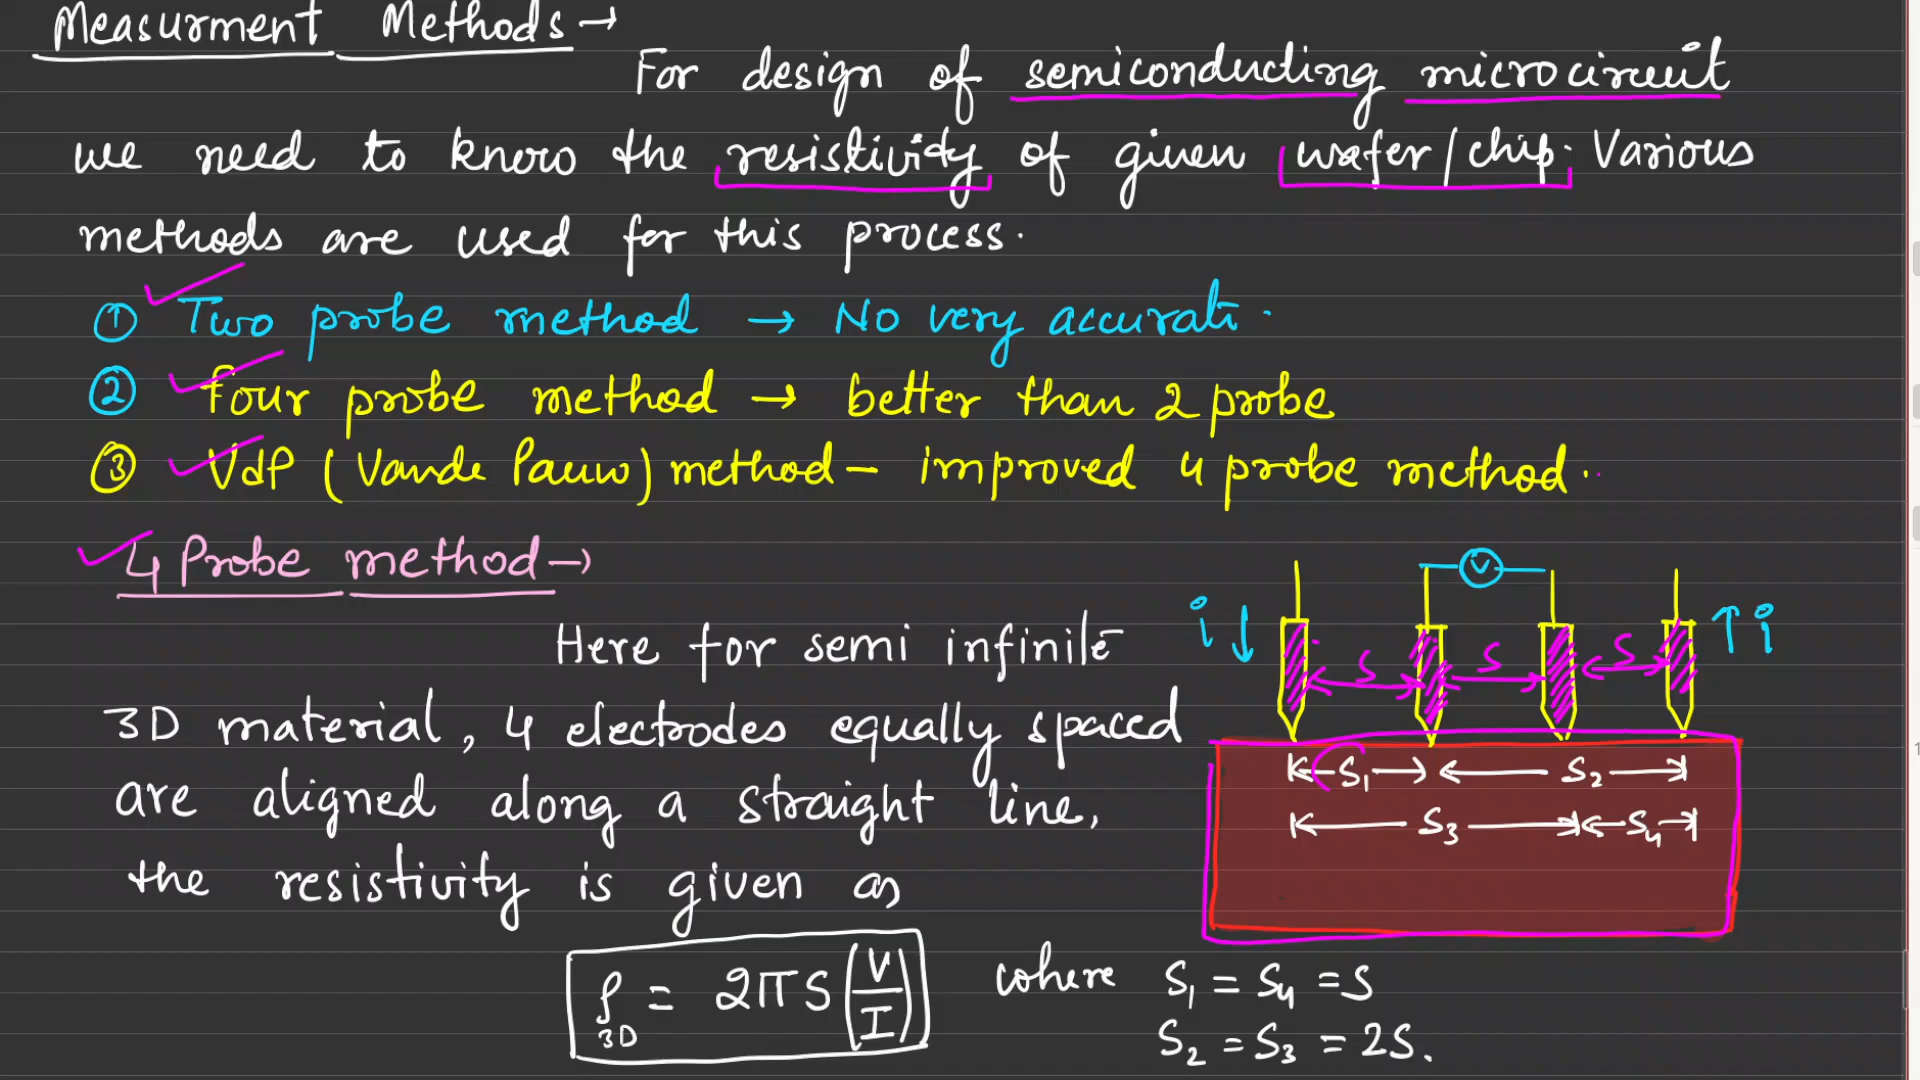 Measurment Methods →
For design of semiconducting microcircuit
we need to know the resistivity of given wafer/chip. Various
methods are used for this process.
① Two probe method → No very accurate.
② Four probe method → better than 2 probe
③ VdP (Vande Pauw) method - improved 4 probe method.
4 Probe method →
V
i ↓ S S S ↑ i
Here for semi infinite
3D material, 4 electrodes equally spaced
S₁ S₂
are aligned along a straight line,
S₃ S₄
the resistivity is given as
ρ3D = 2πS (V/I) where S₁ = S₄ = S
S₂ = S₃ = 2S.
1